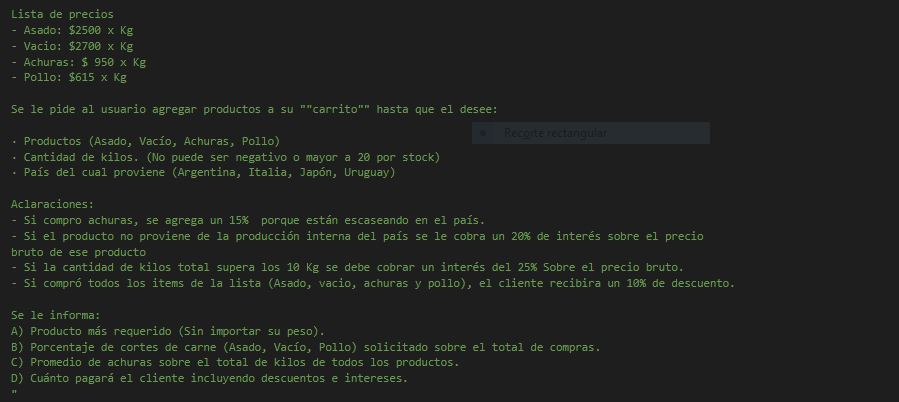 Lista de precios
- Asado: $2500 x Kg
- Vacio: $2700 x Kg
- Achuras: $ 950 x Kg
- Pollo: $615 x Kg
Se le pide al usuario agregar productos a su ""carrito"" hasta que el desee:
Recorte rectangular
· Productos (Asado, Vacío, Achuras, Pollo)
· Cantidad de kilos. (No puede ser negativo o mayor a 20 por stock)
· País del cual proviene (Argentina, Italia, Japón, Uruguay)
Aclaraciones:
- Si compro achuras, se agrega un 15%  porque están escaseando en el país.
- Si el producto no proviene de la producción interna del país se le cobra un 20% de interés sobre el precio
bruto de ese producto
- Si la cantidad de kilos total supera los 10 Kg se debe cobrar un interés del 25% Sobre el precio bruto.
- Si compró todos los items de la lista (Asado, vacio, achuras y pollo), el cliente recibira un 10% de descuento.
Se le informa:
A) Producto más requerido (Sin importar su peso).
B) Porcentaje de cortes de carne (Asado, Vacío, Pollo) solicitado sobre el total de compras.
C) Promedio de achuras sobre el total de kilos de todos los productos.
D) Cuánto pagará el cliente incluyendo descuentos e intereses.
"